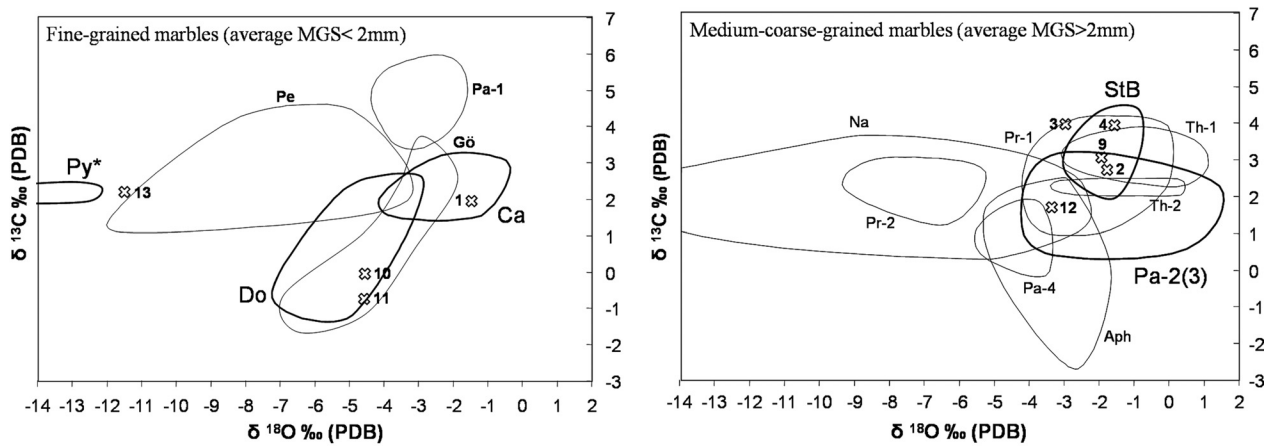 Fine-grained marbles (average MGS< 2mm)
Pe
Pa-1
Gö
Py*
13
1
Ca
10
Do
11
7
6
5
4
3
2
1
0
-1
-2
-3
δ ¹³C ‰ (PDB)
-14 -13 -12 -11 -10 -9 -8 -7 -6 -5 -4 -3 -2 -1 0 1 2
δ ¹⁸O ‰ (PDB)
Medium-coarse-grained marbles (average MGS>2mm)
StB
Na
Pr-1
3
4
Th-1
9
2
Pr-2
12
Th-2
Pa-4
Pa-2(3)
Aph
7
6
5
4
3
2
1
0
-1
-2
-3
δ ¹³C ‰ (PDB)
-14 -13 -12 -11 -10 -9 -8 -7 -6 -5 -4 -3 -2 -1 0 1 2
δ ¹⁸O ‰ (PDB)